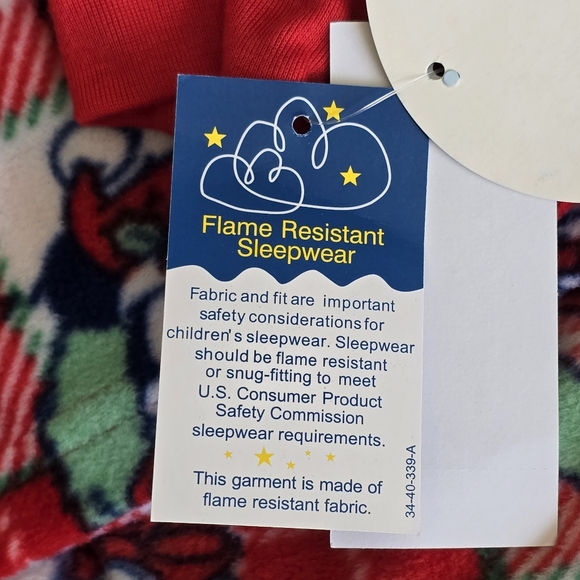 Flame Resistant
Sleepwear
Fabric and fit are important
safety considerations for
children's sleepwear. Sleepwear
should be flame resistant
or snug-fitting to meet
U.S. Consumer Product
Safety Commission
sleepwear requirements.
This garment is made of
flame resistant fabric.
34-40-339-A